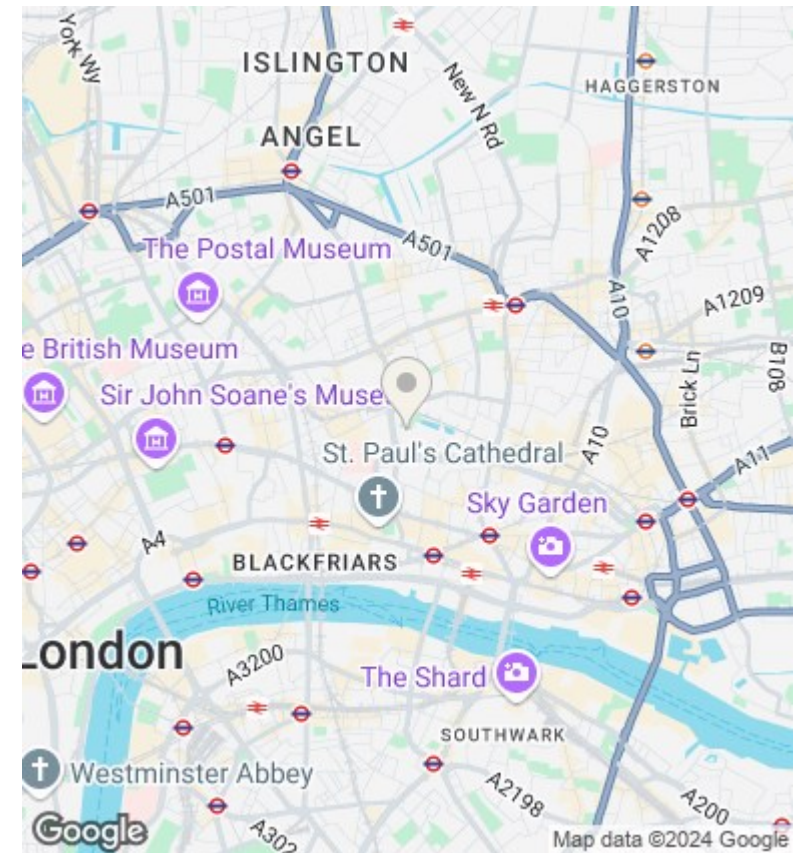 York Wy
ISLINGTON
New N Rd
HAGGERSTON
ANGEL
A501
A501
A1208
The Postal Museum
A10
A1209
e British Museum
Sir John Soane's Muse
B108
Brick Ln
St. Paul's Cathedral
A10
A11
Sky Garden
A4
BLACKFRIARS
River Thames
London
A3200
The Shard
SOUTHWARK
Westminster Abbey
A2198
A200
A302
Google
Map data ©2024 Google